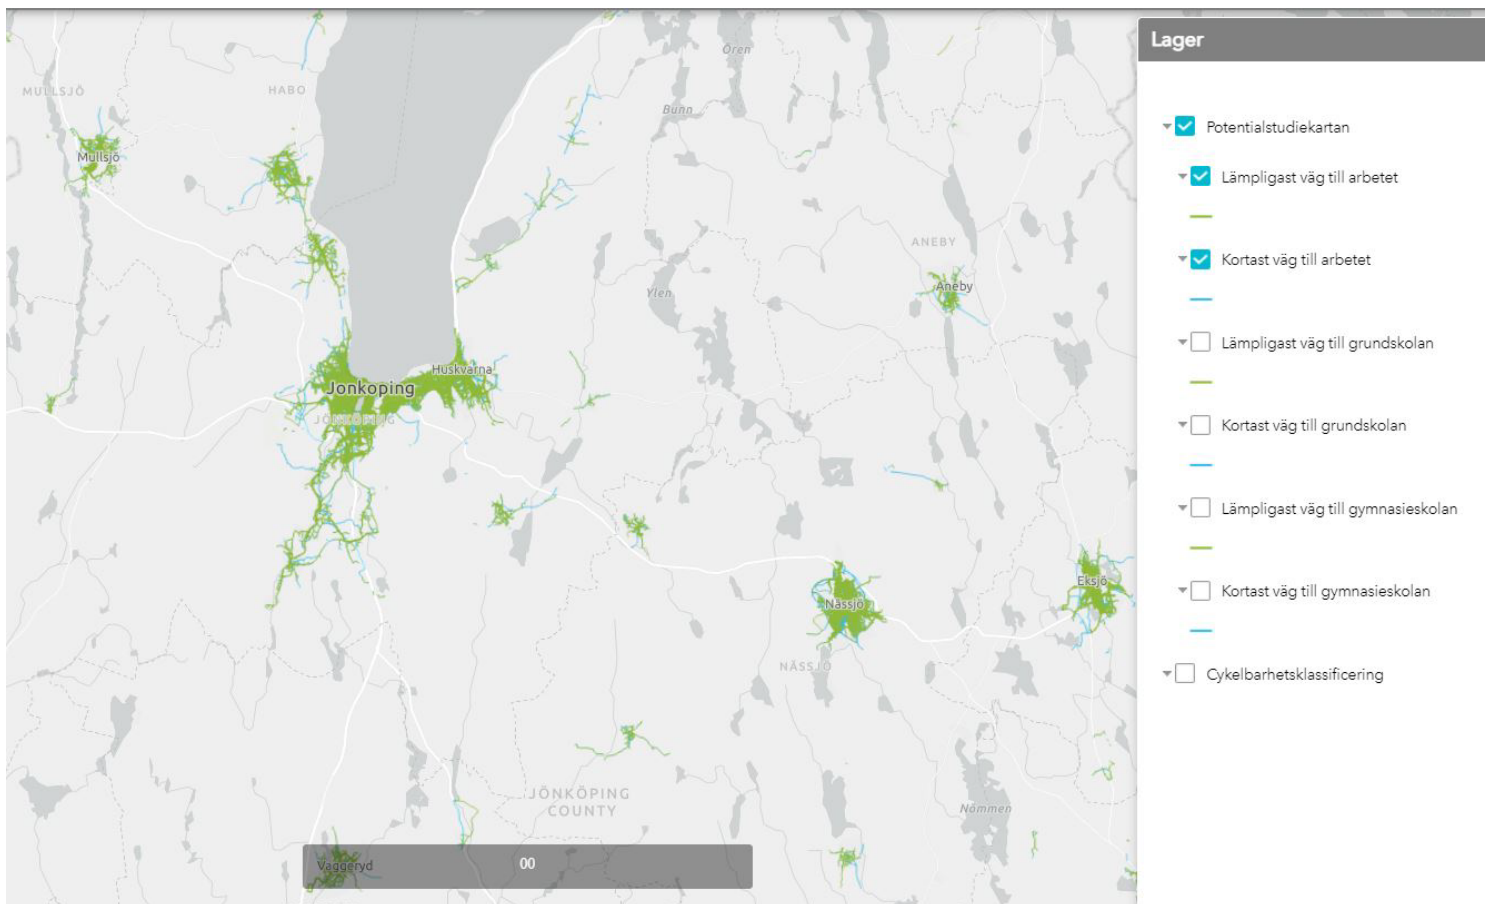 Lager
Potentialstudiekartan
Lämpligast väg till arbetet
Kortast väg till arbetet
Lämpligast väg till grundskolan
Kortast väg till grundskolan
Lämpligast väg till gymnasieskolan
Kortast väg till gymnasieskolan
Cykelbarhetsklassificering
Ören
MULLSJÖ
HABO
Bunn
Mullsjö
ANEBY
Aneby
Ylen
Huskvarna
Jonkoping
JÖNKÖPING
Eksjö
Nässjö
NÄSSJÖ
JÖNKÖPING
COUNTY
Nömmen
Vaggeryd
00